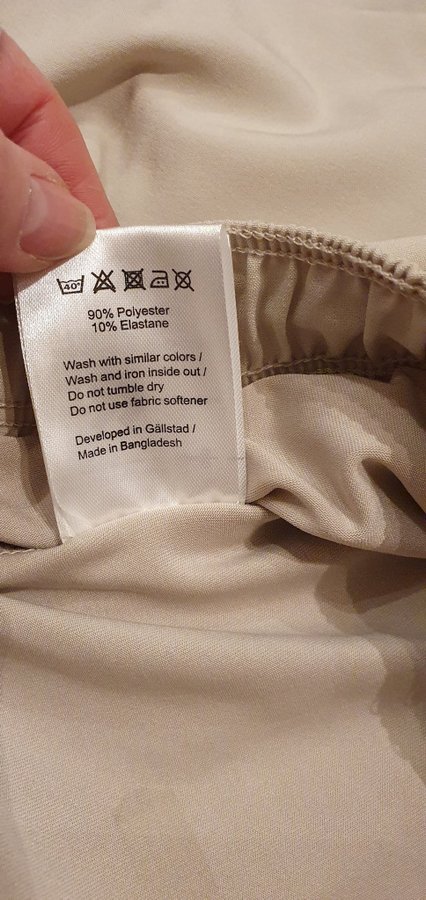 40°
90% Polyester
10% Elastane
Wash with similar colors /
Wash and iron inside out /
Do not tumble dry
Do not use fabric softener
Developed in Gällstad /
Made in Bangladesh